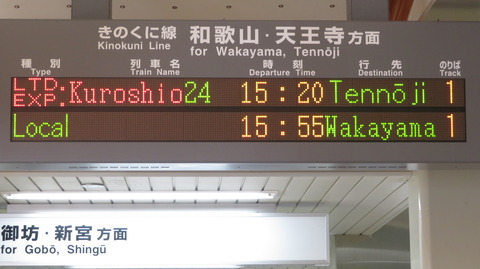 きのくに線 和歌山・天王寺方面
Kinokuni Line for Wakayama, Tennōji
種別 列車名 時刻 行先 のりば
Type Train Name Departure Time Destination Track
LTD. EXP. Kuroshio24 15:20 Tennōji 1
Local 15:55 Wakayama 1
御坊・新宮方面
for Gobō, Shingū